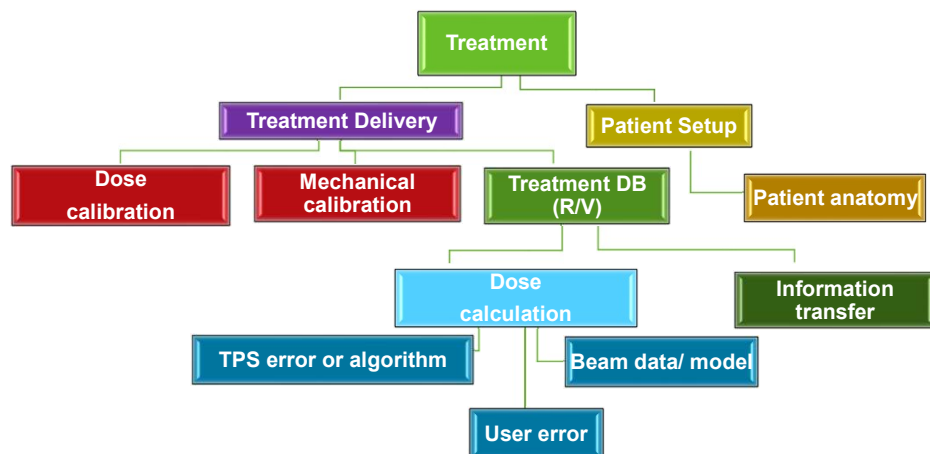 Treatment
Treatment Delivery
Patient Setup
Dose
calibration
Mechanical
calibration
Treatment DB
(R/V)
Patient anatomy
Dose
calculation
Information
transfer
TPS error or algorithm
Beam data/ model
User error